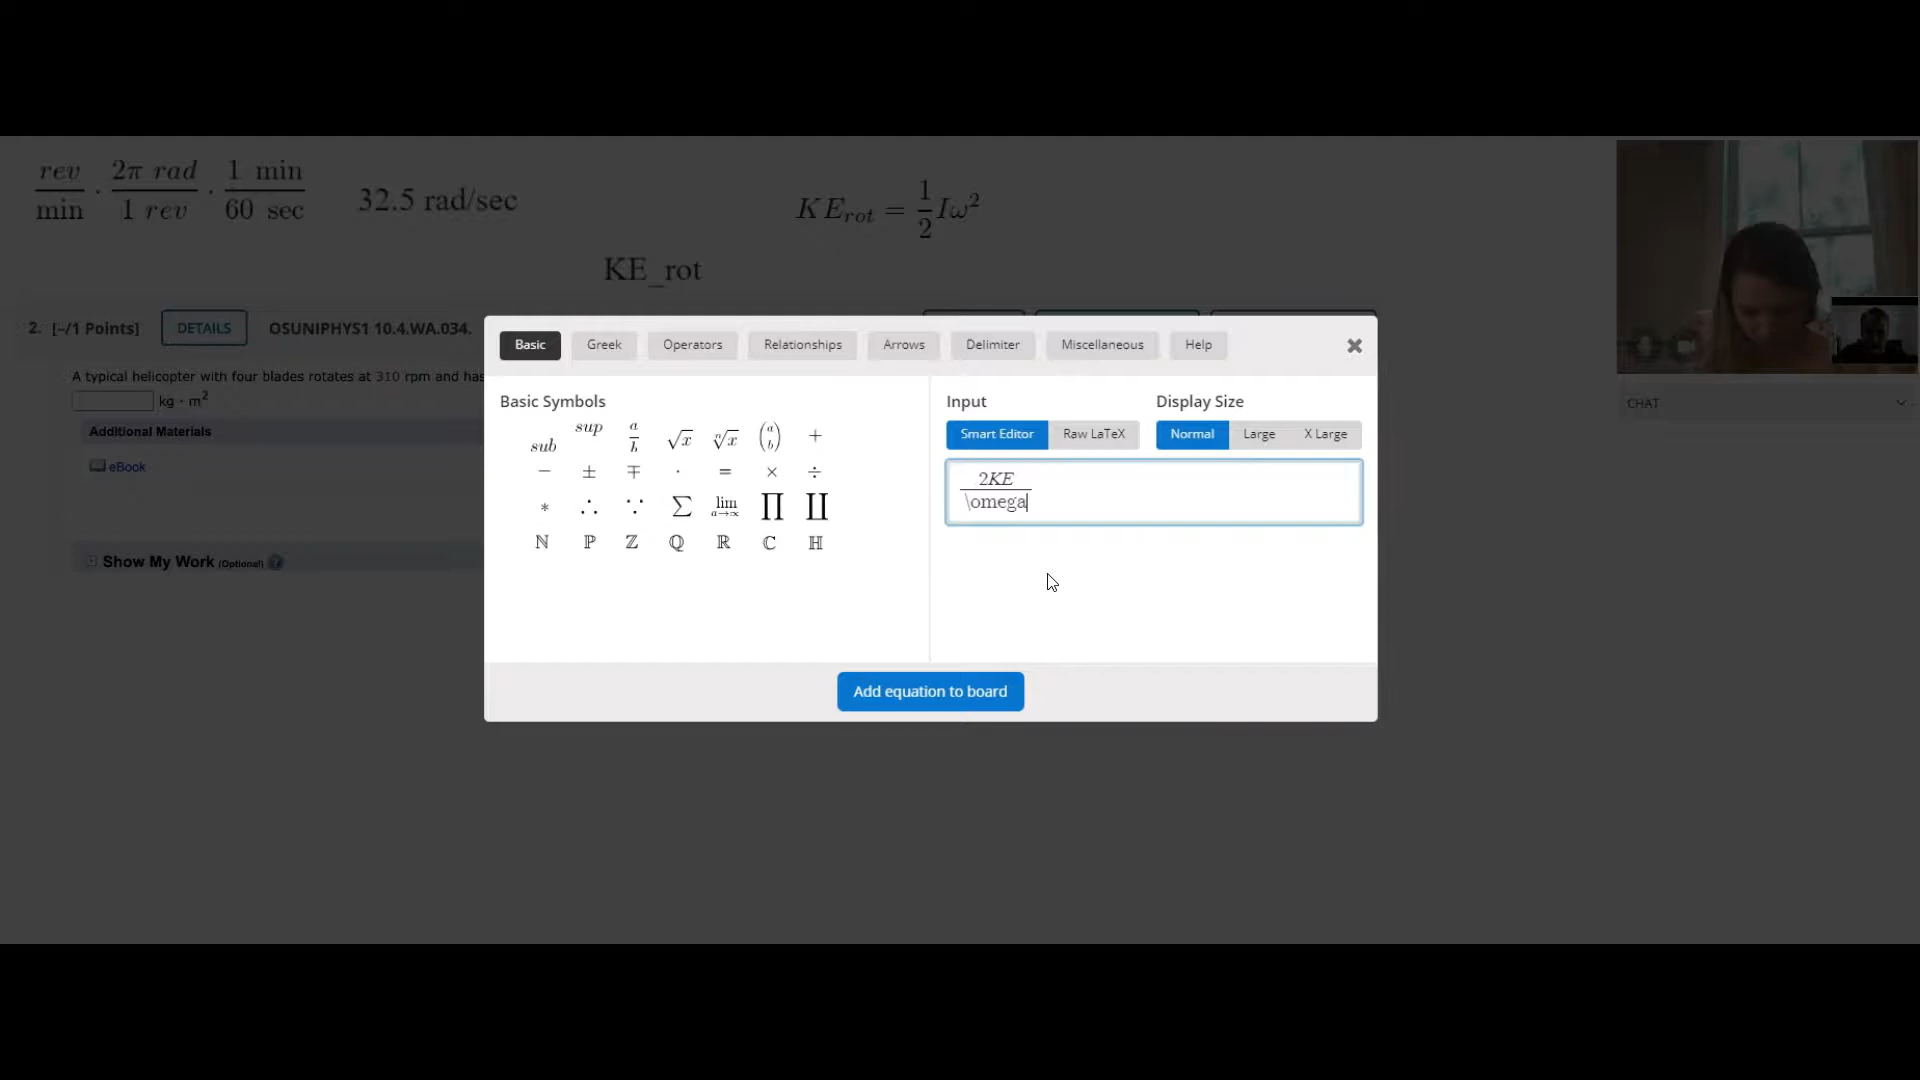 rev/min · 2π rad/1 rev · 1 min/60 sec 32.5 rad/sec
KE_rot = 1/2 Iω²
KE_rot
2. [-/1 Points] DETAILS OSUNIPHYS1 10.4.WA.034.
A typical helicopter with four blades rotates at 310 rpm and has
kg · m²
Additional Materials
eBook
Show My Work (Optional) ?
Basic Greek Operators Relationships Arrows Delimiter Miscellaneous Help ✖
Basic Symbols
sub sup a/b √x ⁿ√x (a b) +
− ± ∓ · = × ÷
* ∴ ∵ ∑ lim a→∞ ∏ ∐
ℕ ℙ ℤ ℚ ℝ ℂ ℍ
Input Display Size
Smart Editor Raw LaTeX Normal Large X Large
2KE
\omega
Add equation to board
CHAT